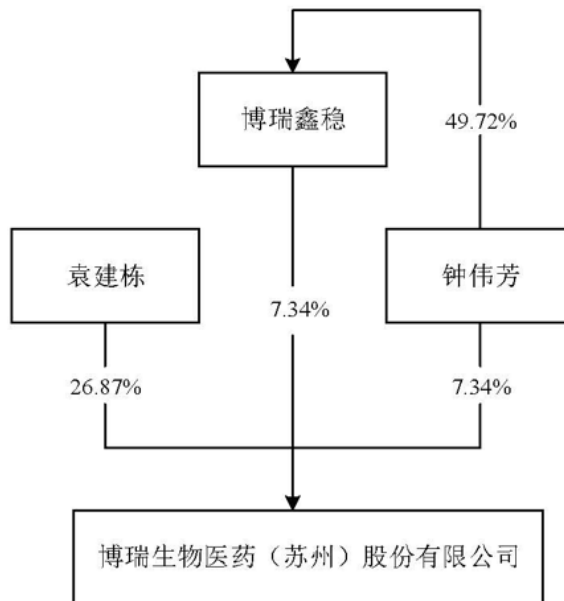 博瑞鑫稳
49.72%
袁建栋
钟伟芳
7.34%
26.87%
7.34%
博瑞生物医药（苏州）股份有限公司